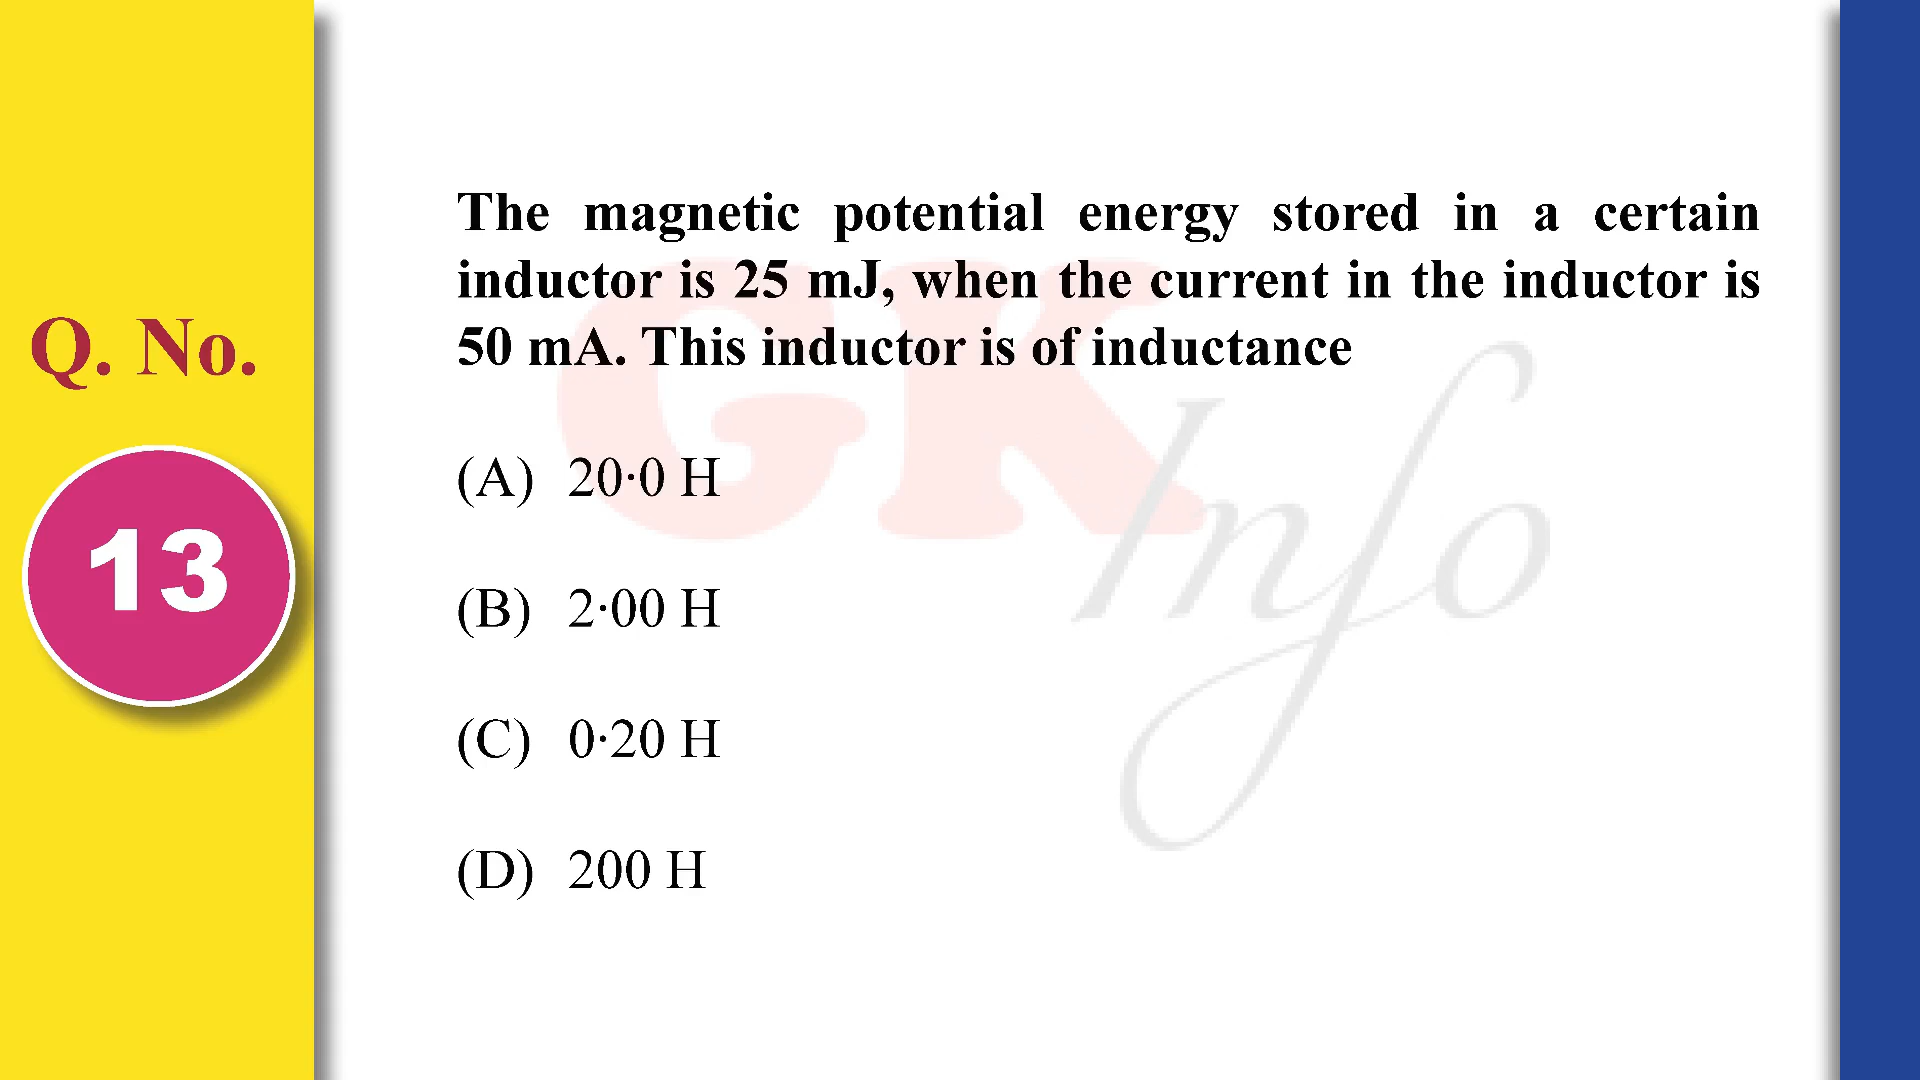 The magnetic potential energy stored in a certain
inductor is 25 mJ, when the current in the inductor is
Q. No.
50 mA. This inductor is of inductance
GK Info
(A) 20·0 H
13
(B) 2·00 H
(C) 0·20 H
(D) 200 H